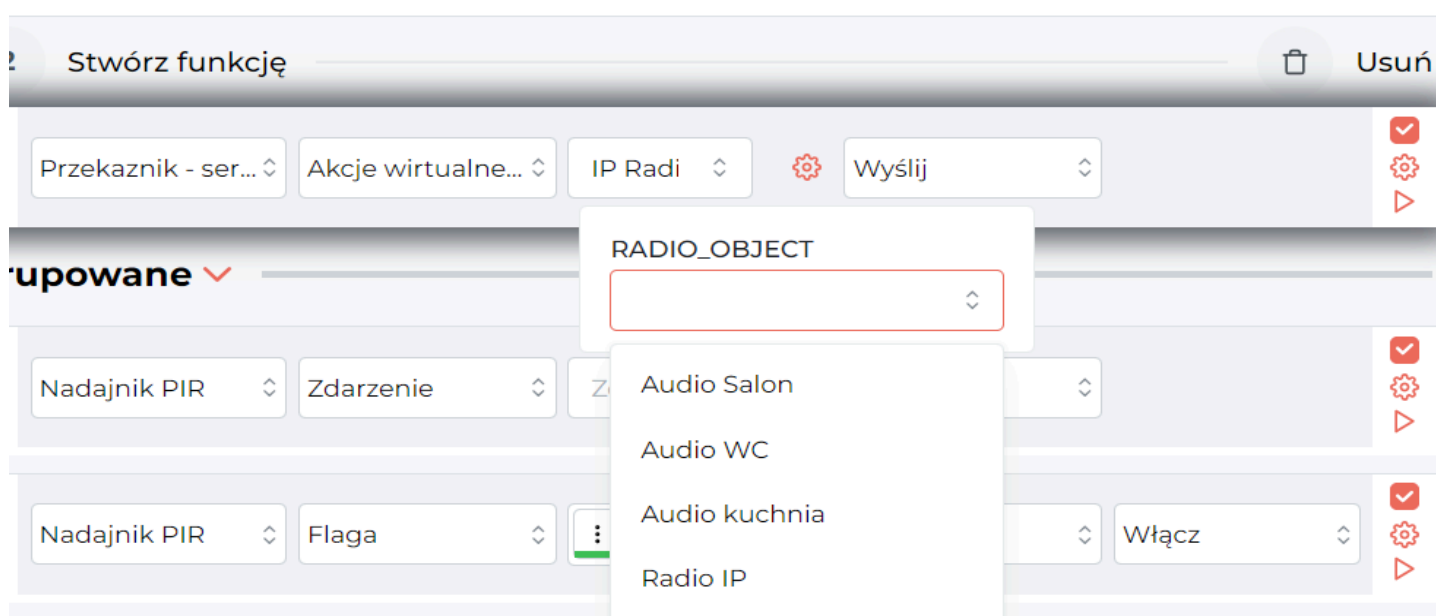 2 Stwórz funkcję Usuń
Przekaznik - ser... Akcje wirtualne... IP Radi Wyślij
RADIO_OBJECT
rupowane
Nadajnik PIR Zdarzenie
Audio Salon
Audio WC
Audio kuchnia
Nadajnik PIR Flaga Włącz
Radio IP